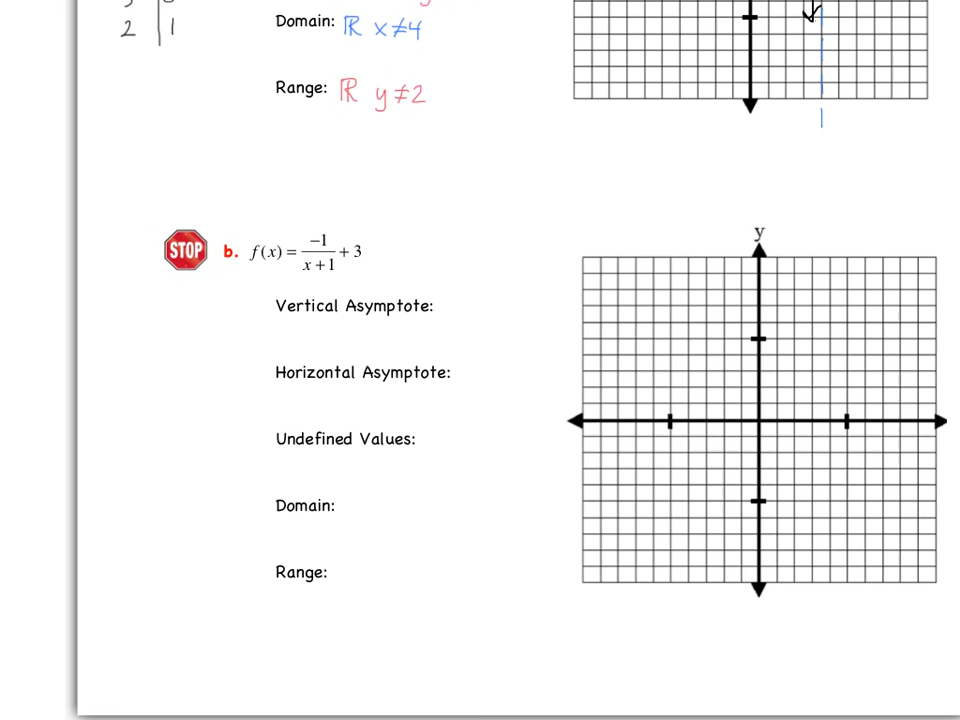 2 1
Domain: ℝ x≠4
Range: ℝ y≠2
y
STOP b. f(x) = −1/(x+1) + 3
Vertical Asymptote:
Horizontal Asymptote:
Undefined Values:
Domain:
Range: